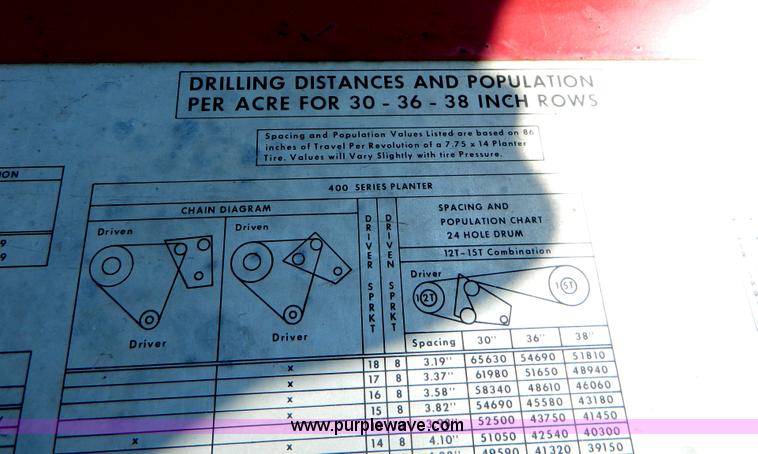 DRILLING DISTANCES AND POPULATION
PER ACRE FOR 30 - 36 - 38 INCH ROWS
Spacing and Population Values Listed are based on 86
inches of Travel Per Revolution of a 7.75 x 14 Planter
Tire. Values will Vary Slightly with tire Pressure.
ION
9
9
400 SERIES PLANTER
CHAIN DIAGRAM
Driven
Driver
Driven
Driver
DRIVER SPRKT
DRIVEN SPRKT
SPACING AND
POPULATION CHART
24 HOLE DRUM
12T-15T Combination
Driver
12T
15T
Spacing 30" 36" 38"
x 18 8 3.19" 65630 54690 51810
x 17 8 3.37" 61980 51650 48940
x 16 8 3.58" 58340 48610 46060
x 15 8 3.82" 54690 45580 43180
52500 43750 41450
x 14 8 4.10" 51050 42540 40300
x 49590 41320 39150
www.purplewave.com